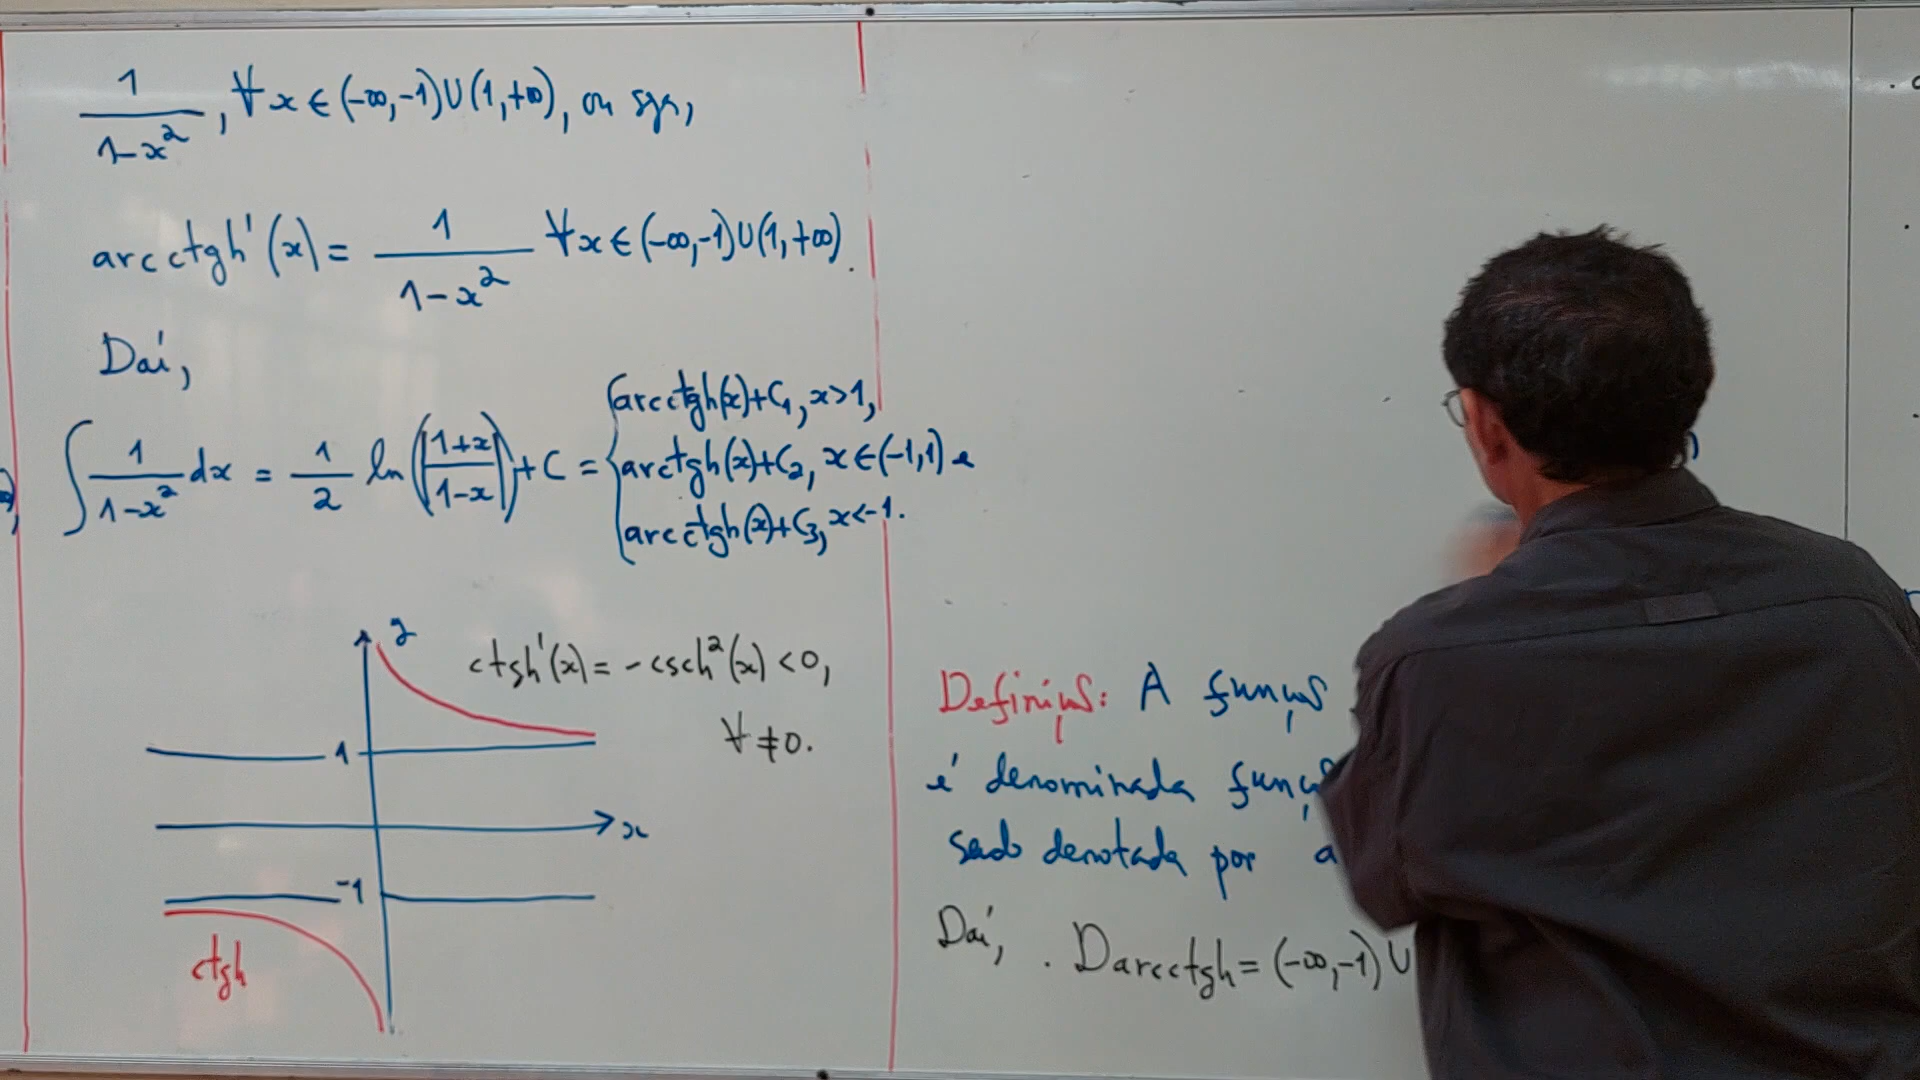 1/(1-x²), ∀x∈(-∞,-1)∪(1,+∞), ou seja,
arcctgh'(x) = 1/(1-x²) ∀x∈(-∞,-1)∪(1,+∞).
Daí,
∫ 1/(1-x²) dx = 1/2 ln(|(1+x)/(1-x)|) + C = { arcctgh(x)+C₁, x>1,
arctgh(x)+C₂, x∈(-1,1) e
arcctgh(x)+C₃, x<-1.
y
ctgh'(x) = -csch²(x) < 0,
∀ ≠0.
1
x
-1
ctgh
Definição: A função
é denominada
sendo denotada por
Daí, . Darcctgh = (-∞,-1) ∪